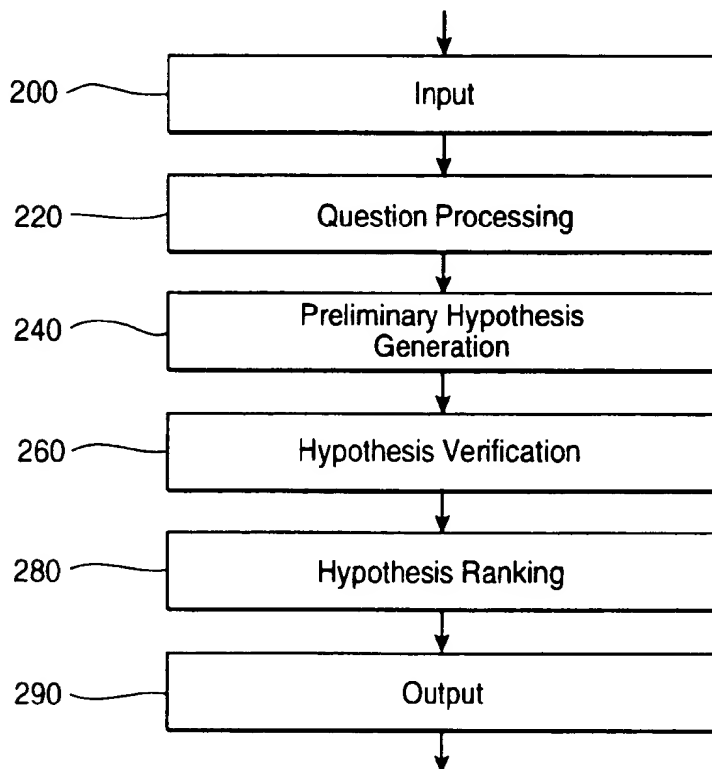 200
Input
220
Question Processing
240
Preliminary Hypothesis
Generation
260
Hypothesis Verification
280
Hypothesis Ranking
290
Output